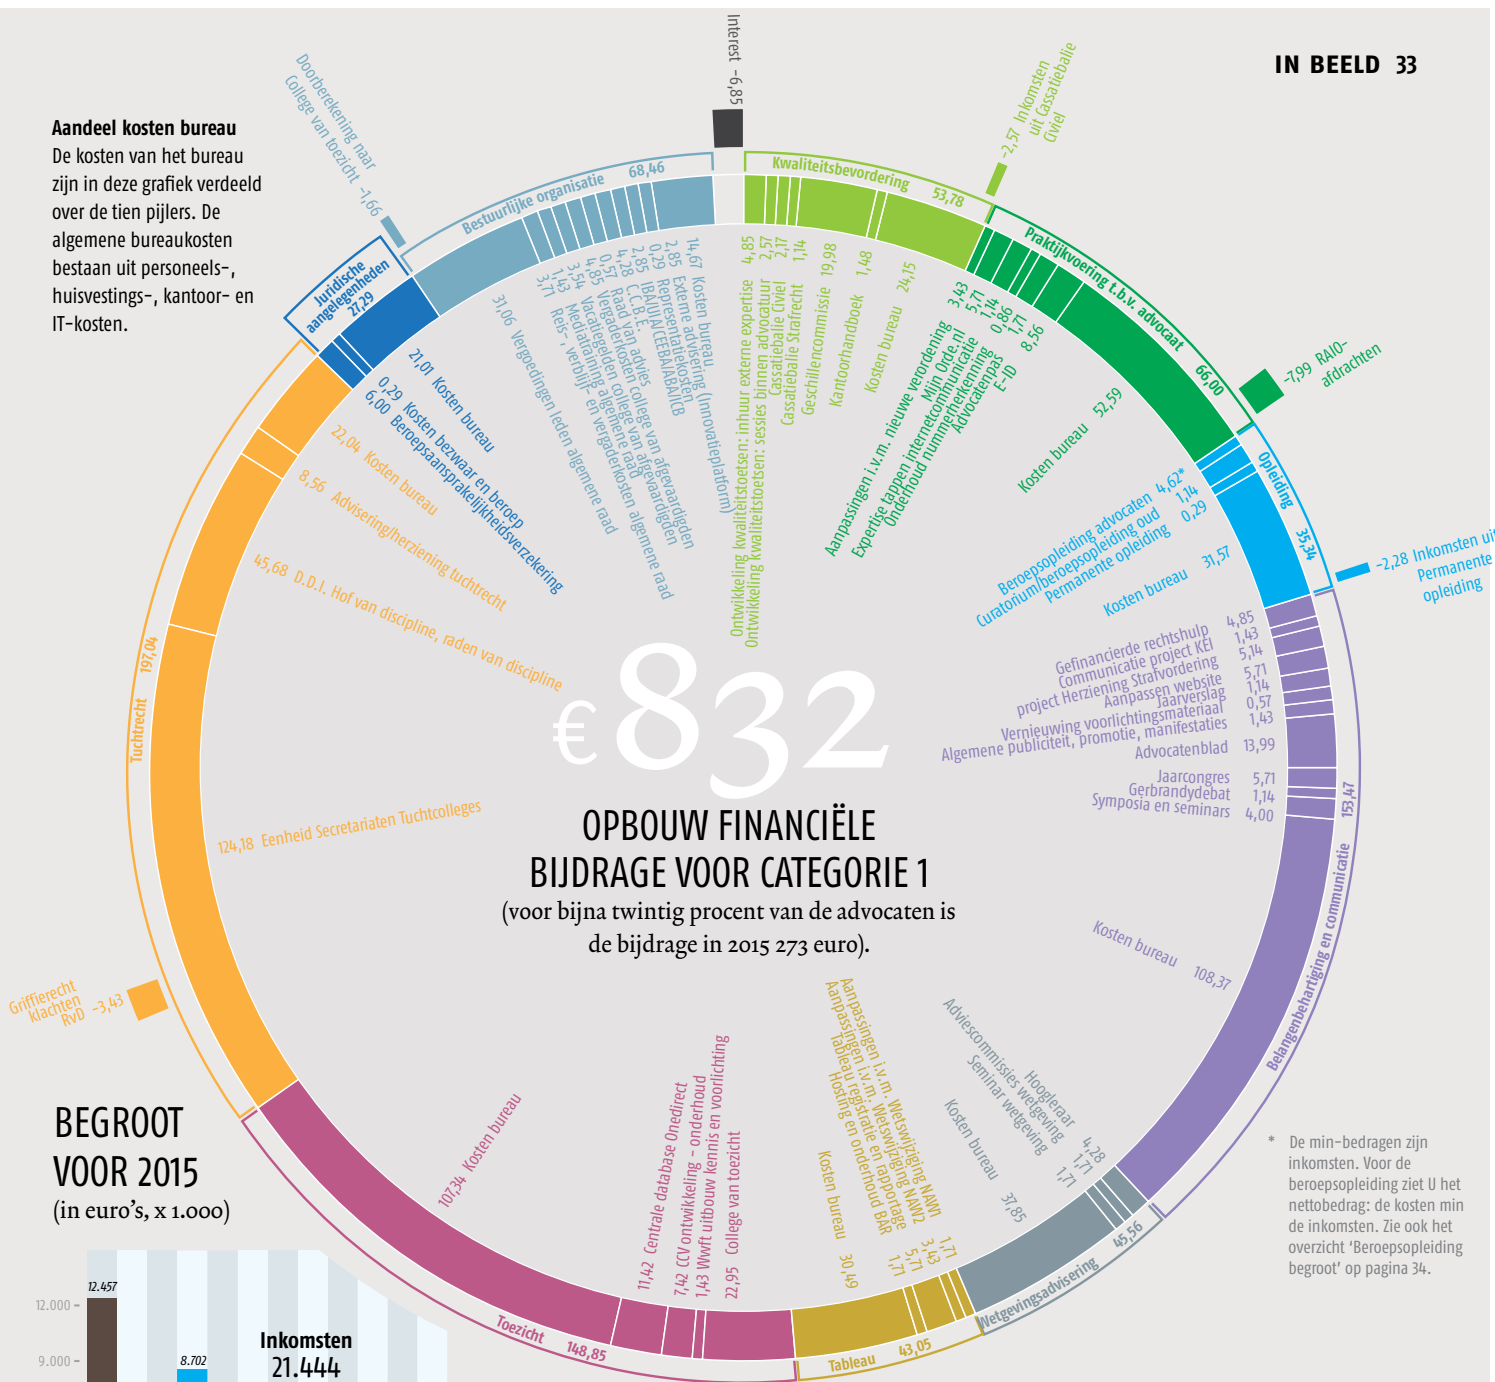 IN BEELD 33
Aandeel kosten bureau
De kosten van het bureau
zijn in deze grafiek verdeeld
over de tien pijlers. De
algemene bureaukosten
bestaan uit personeels-,
huisvestings-, kantoor- en
IT-kosten.
Interest -6,85
Kwaliteitsbevordering 53,78
4,85 Ontwikkeling kwaliteitstoetsen: inhuur externe expertise
2,57 Ontwikkeling kwaliteitstoetsen: sessies binnen advocatuur
2,17 Cassatiebalie Civiel
1,14 Cassatiebalie Strafrecht
Geschillencommissie 19,98
Kantoorhandboek 1,48
Kosten bureau 24,15
-2,57 Inkomsten
uit Cassatiebalie
Civiel
Praktijkvoering t.b.v. advocaat 66,00
Aanpassingen i.v.m. nieuwe verordening 3,43
Mijn Orde.nl 5,71
Expertise tappen internetcommunicatie 1,14
Onderhoud nummerherkenning 0,86
Advocatenpas 1,71
E-ID 8,56
Kosten bureau 52,59
-7,99 RAIO-
afdrachten
Opleiding 35,34
Beroepsopleiding advocaten 4,62*
Curatorium/beroepsopleiding oud 1,14
Permanente opleiding 0,29
Kosten bureau 31,57
-2,28 Inkomsten uit
Permanente
opleiding
Belangenbehartiging en communicatie 153,47
Gefinancierde rechtshulp 4,85
Communicatie project KEI 1,43
project Herziening Strafvordering 5,14
Aanpassen website 5,71
Jaarverslag 1,14
Vernieuwing voorlichtingsmateriaal 0,57
Algemene publiciteit, promotie, manifestaties 1,43
Advocatenblad 13,99
Jaarcongres 5,71
Gerbrandydebat 1,14
Symposia en seminars 4,00
Kosten bureau 108,37
Wetgevingsadvisering 45,56
Hoogleraar 4,28
Adviescommissies wetgeving 1,71
Seminar wetgeving 1,71
Kosten bureau 37,85
Tableau 43,05
Aanpassingen i.v.m. Wetswijziging NAW1 1,71
Aanpassingen i.v.m. Wetswijziging NAW2 3,43
Tableau registratie en rapportage 5,71
Hosting en onderhoud BAR 1,71
Kosten bureau 30,49
Toezicht 148,85
22,95 College van toezicht
1,43 Wwft uitbouw kennis en voorlichting
7,42 CCV ontwikkeling - onderhoud
11,42 Centrale database Onedirect
107,34 Kosten bureau
Tuchtrecht 197,04
Griffierecht
klachten
RvD -3,43
124,18 Eenheid Secretariaten Tuchtcolleges
45,68 D.D.I. Hof van discipline, raden van discipline
8,56 Advisering/herziening tuchtrecht
22,04 Kosten bureau
Juridische
aangelegenheden
27,29
6,00 Beroepsaansprakelijkheidsverzekering
0,29 Kosten bezwaar en beroep
21,01 Kosten bureau
Doorberekening naar
College van toezicht -1,66
Bestuurlijke organisatie 68,46
31,06 Vergoedingen leden algemene raad
3,71 Reis-, verblijf- en vergaderkosten algemene raad
1,43 Mediatraining algemene raad
3,54 Vacatiegelden college van afgevaardigden
4,85 Vergaderkosten college van afgevaardigden
0,57 Raad van advies
4,28 C.C.B.E.
2,85 IBA/UIA/CEEBA/ABA/ICB
0,29 Representatiekosten
2,85 Externe advisering (Innovatieplatform)
14,67 Kosten bureau
€832
OPBOUW FINANCIËLE
BIJDRAGE VOOR CATEGORIE 1
(voor bijna twintig procent van de advocaten is
de bijdrage in 2015 273 euro).
* De min-bedragen zijn
inkomsten. Voor de
beroepsopleiding ziet U het
nettobedrag: de kosten min
de inkomsten. Zie ook het
overzicht 'Beroepsopleiding
begroot' op pagina 34.
BEGROOT
VOOR 2015
(in euro's, x 1.000)
12.457
12.000
9.000
8.702
Inkomsten
21.444